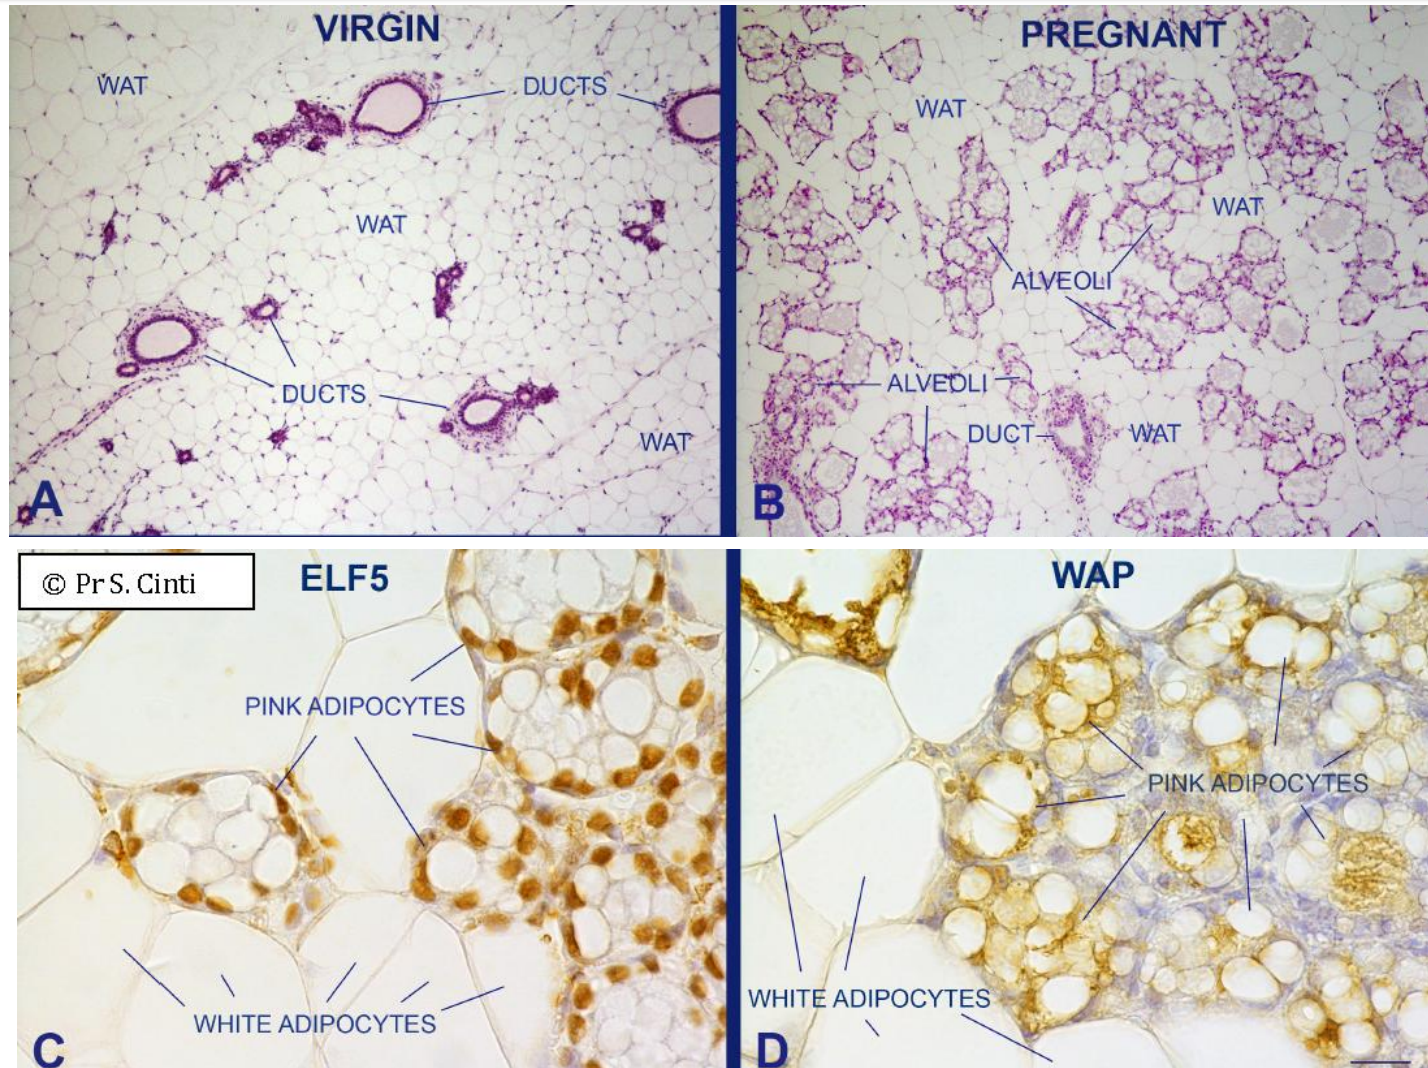 VIRGIN
WAT
DUCTS
WAT
DUCTS
WAT
A
PREGNANT
WAT
WAT
ALVEOLI
ALVEOLI
DUCT
WAT
B
© Pr S. Cinti
ELF5
PINK ADIPOCYTES
WHITE ADIPOCYTES
C
WAP
PINK ADIPOCYTES
WHITE ADIPOCYTES
D